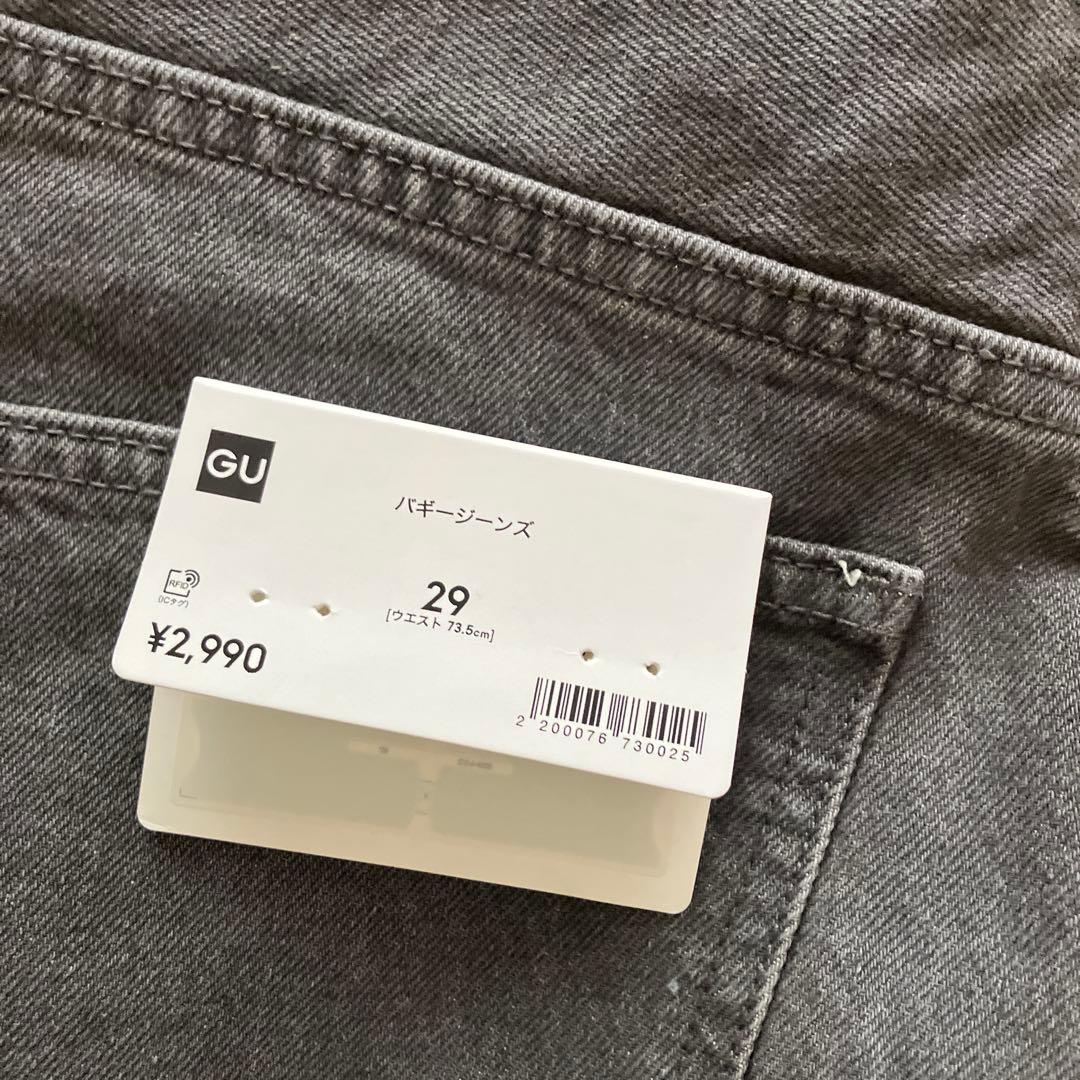 GU
バギージーンズ
RFID
(ICタグ)
29
[ウエスト 73.5cm]
¥2,990
2 200076 730025